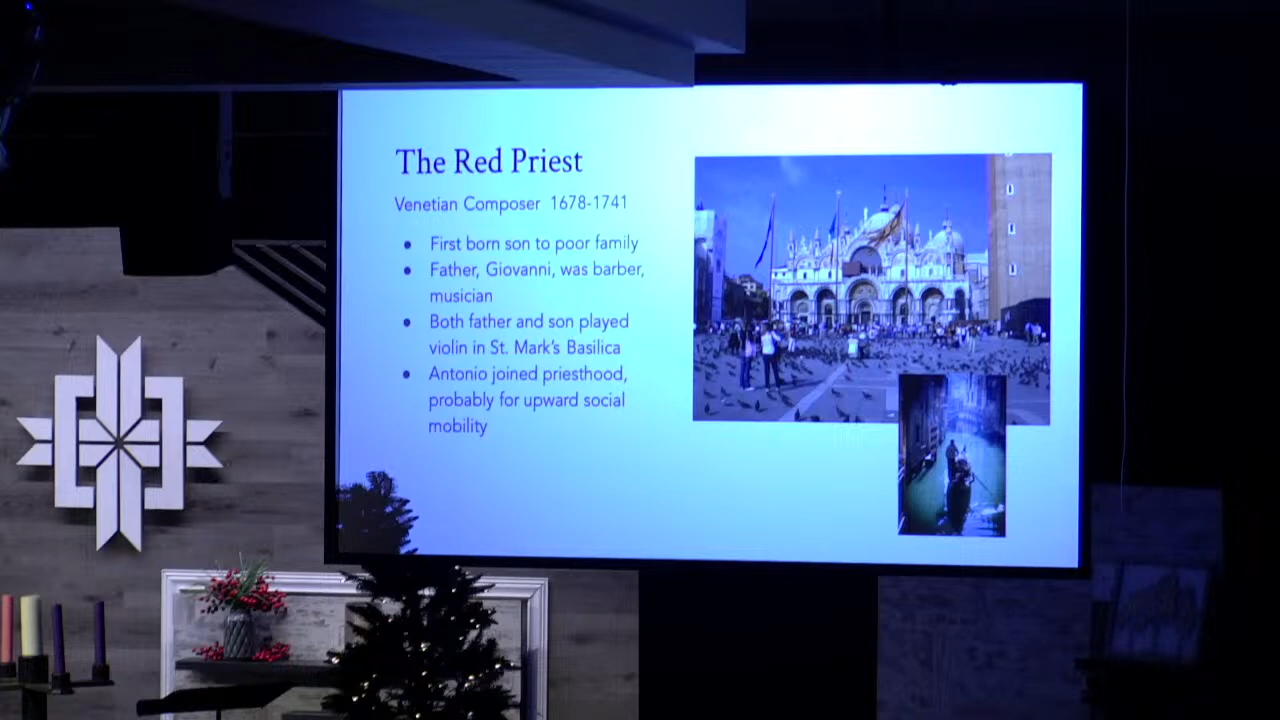 The Red Priest
Venetian Composer 1678-1741
• First born son to poor family
• Father, Giovanni, was barber,
musician
• Both father and son played
violin in St. Mark's Basilica
• Antonio joined priesthood,
probably for upward social
mobility